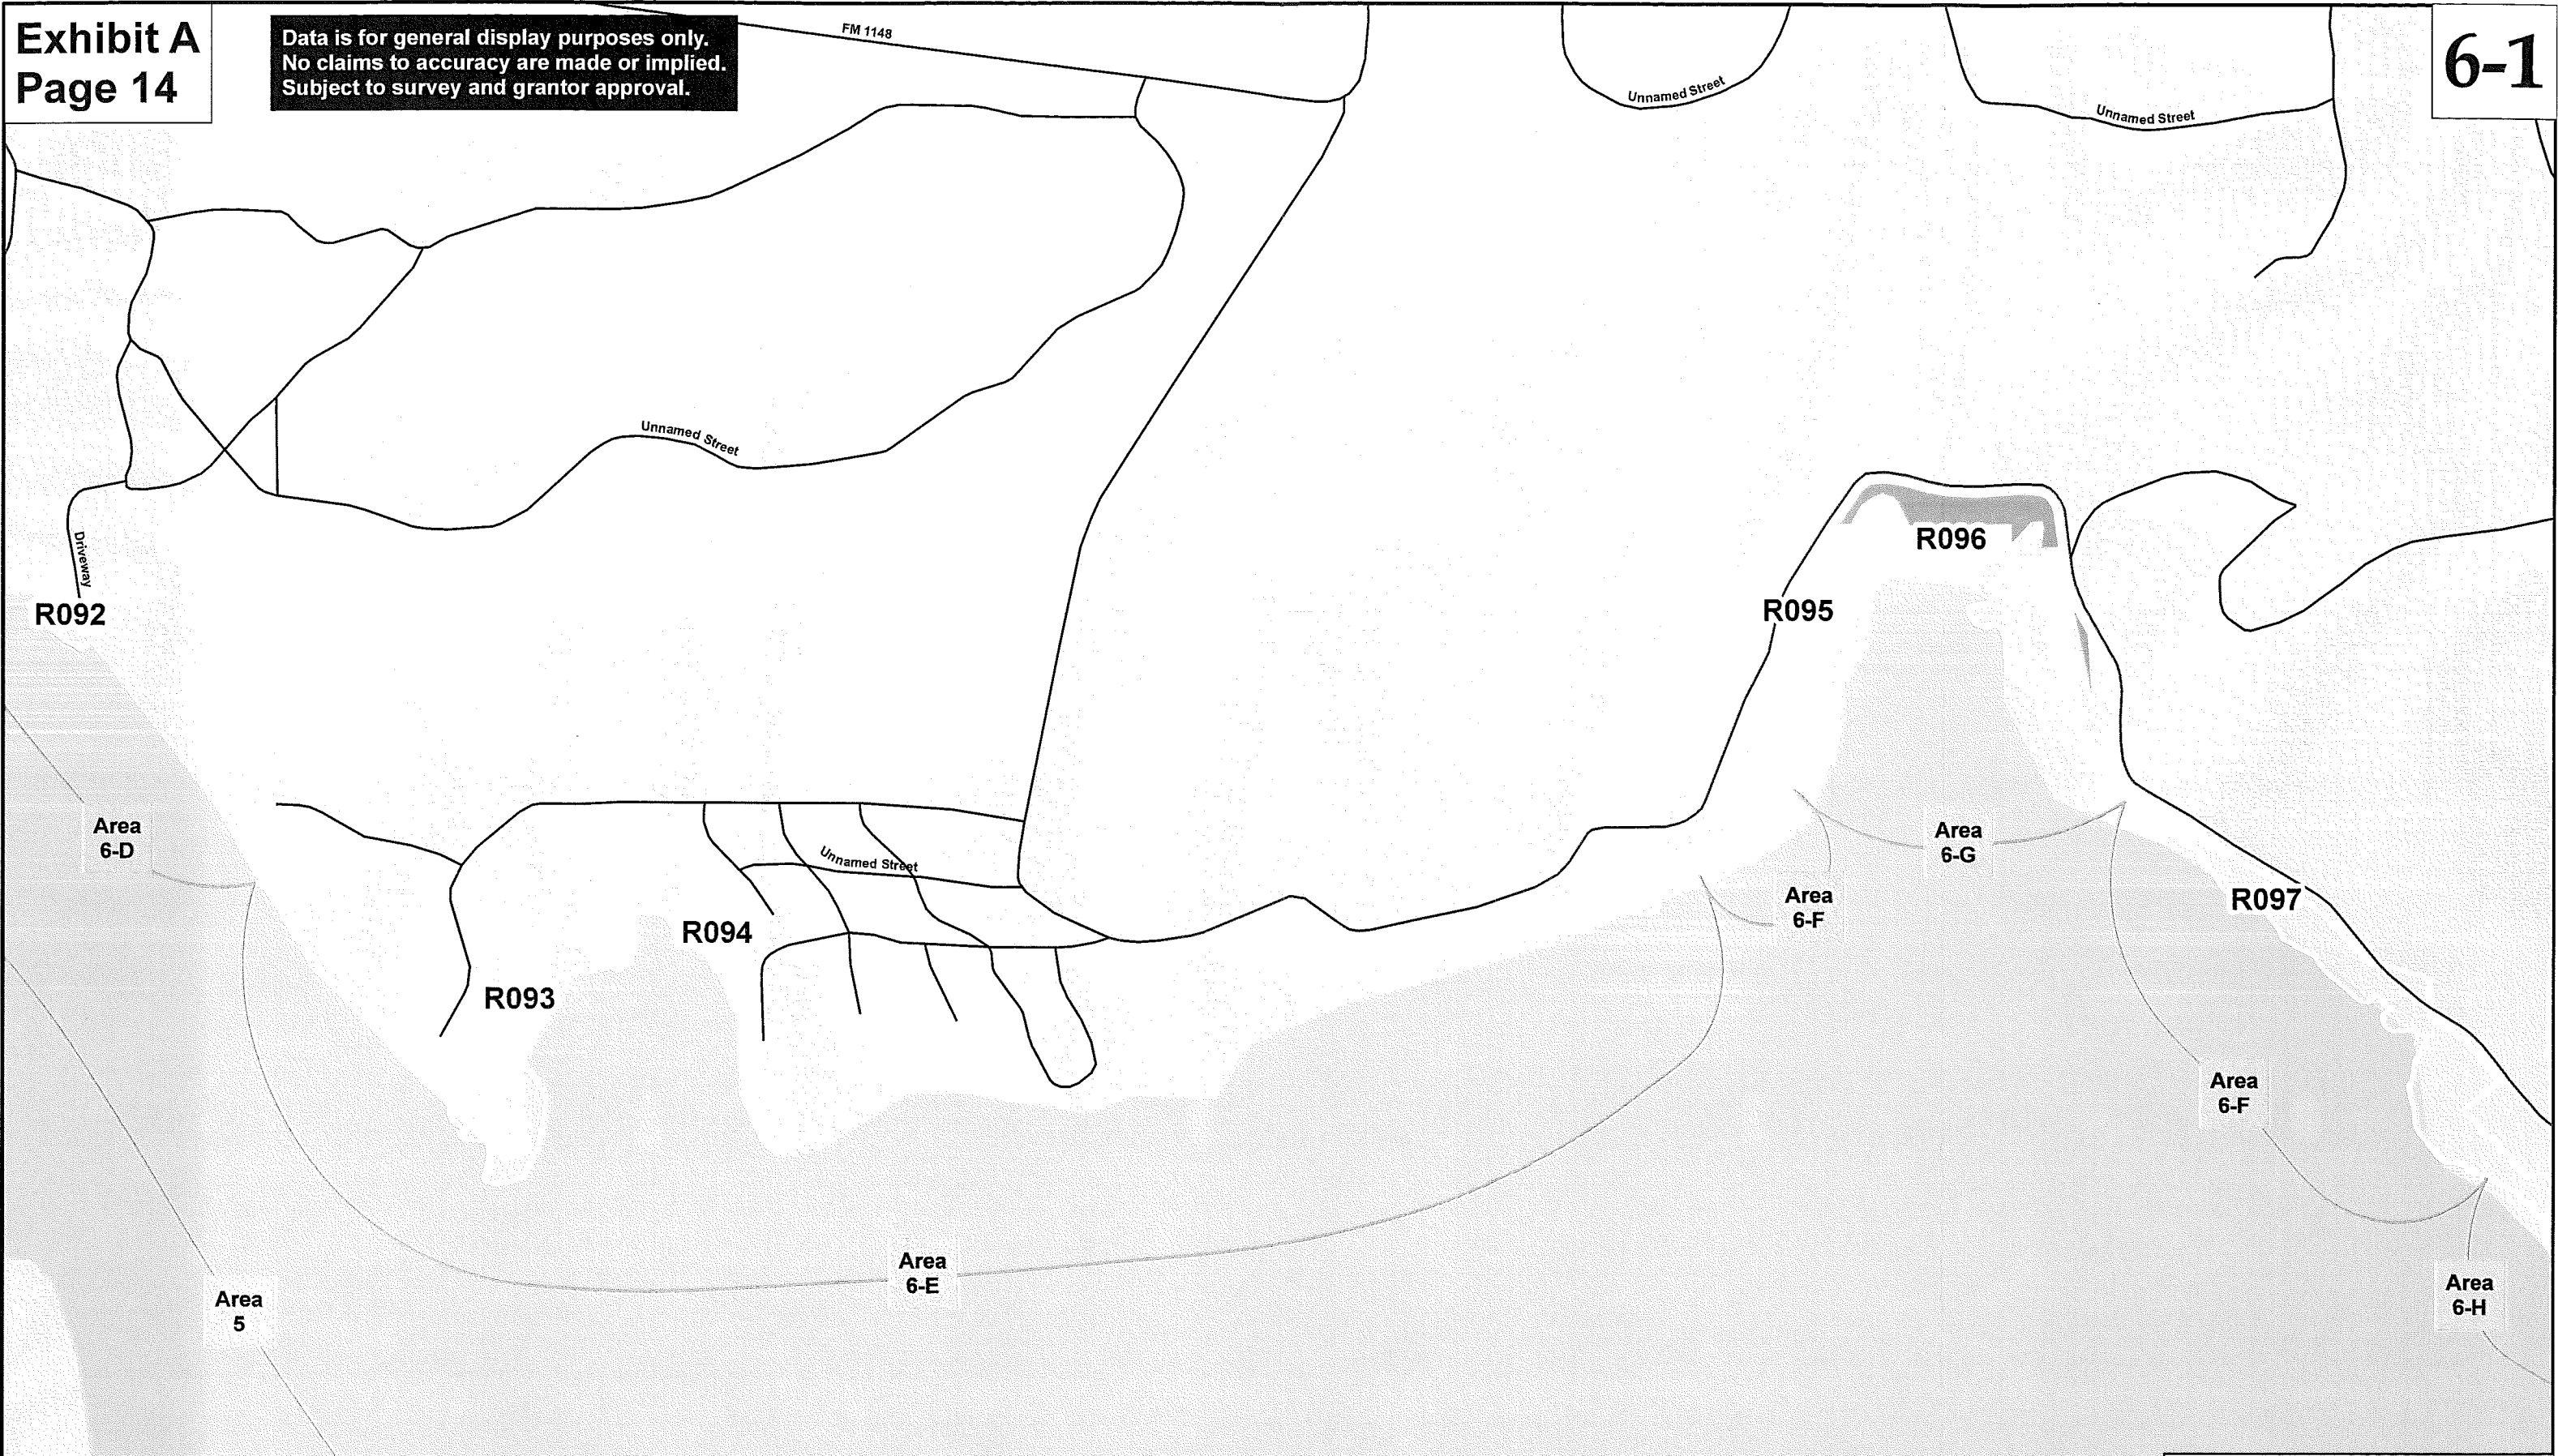 Exhibit A
Page 14
Data is for general display purposes only.
No claims to accuracy are made or implied.
Subject to survey and grantor approval.
FM 1148
6-1
Unnamed Street
Unnamed Street
Unnamed Street
Driveway
R092
R096
R095
Area
6-D
Unnamed Street
Area
6-G
Area
6-F
R097
R094
R093
Area
6-F
Area
6-E
Area
5
Area
6-H